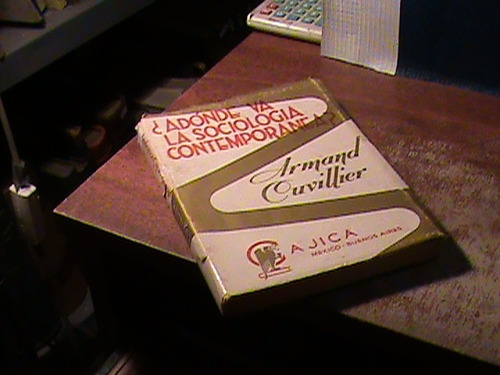 ¿ADONDE VA
LA SOCIOLOGIA
CONTEMPORANEA?
Armand
Cuvillier
AJICA
MEXICO - BUENOS AIRES